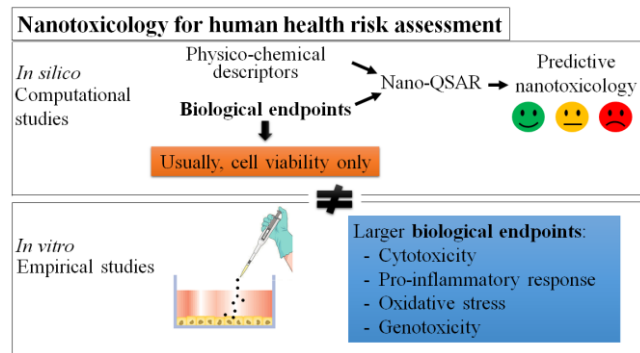 Nanotoxicology for human health risk assessment
In silico
Computational
studies
Physico-chemical
descriptors
Biological endpoints
Nano-QSAR
Predictive
nanotoxicology
Usually, cell viability only
≠
In vitro
Empirical studies
Larger biological endpoints:
- Cytotoxicity
- Pro-inflammatory response
- Oxidative stress
- Genotoxicity